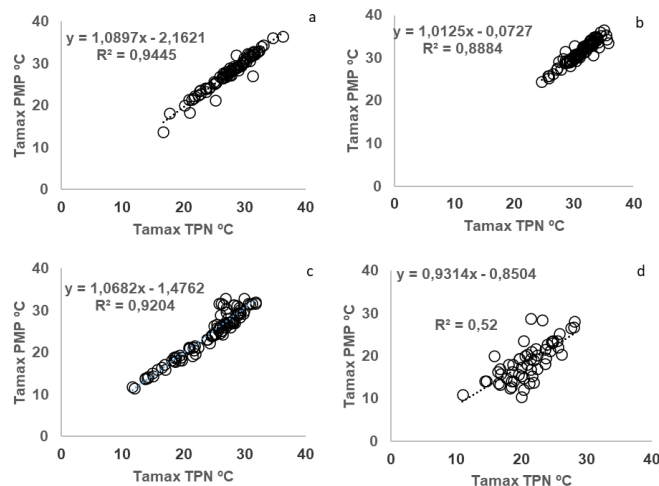 a
y = 1,0897x - 2,1621
R² = 0,9445
Tamax PMP ºC
40
30
20
10
0
0 10 20 30 40
Tamax TPN ºC
b
y = 1,0125x - 0,0727
R² = 0,8884
Tamax PMP ºC
40
30
20
10
0
0 10 20 30 40
Tamax TPN ºC
c
y = 1,0682x - 1,4762
R² = 0,9204
Tamax PMP ºC
40
30
20
10
0
0 10 20 30 40
Tamax TPN ºC
d
y = 0,9314x - 0,8504
R² = 0,52
Tamax PMP ºC
40
30
20
10
0
0 10 20 30 40
Tamax TPN ºC